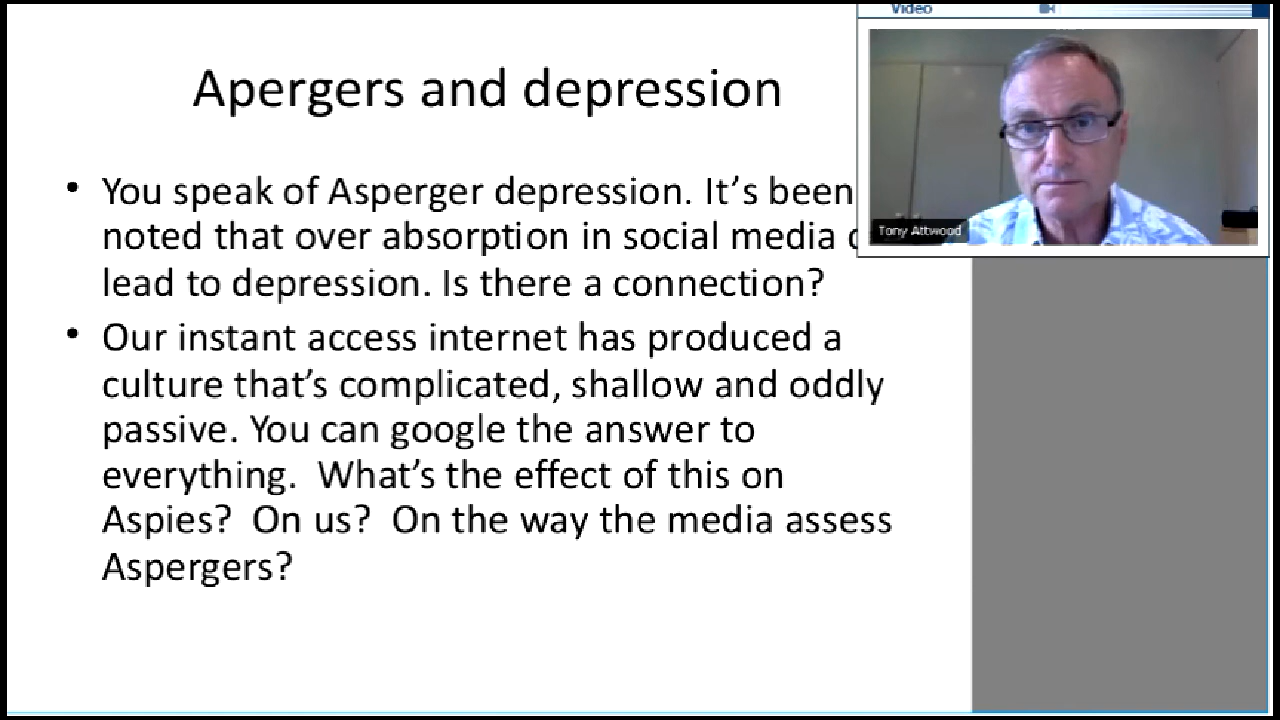 Video
Apergers and depression
Tony Attwood
• You speak of Asperger depression. It’s been
noted that over absorption in social media
lead to depression. Is there a connection?
• Our instant access internet has produced a
culture that’s complicated, shallow and oddly
passive. You can google the answer to
everything.  What’s the effect of this on
Aspies?  On us?  On the way the media assess
Aspergers?